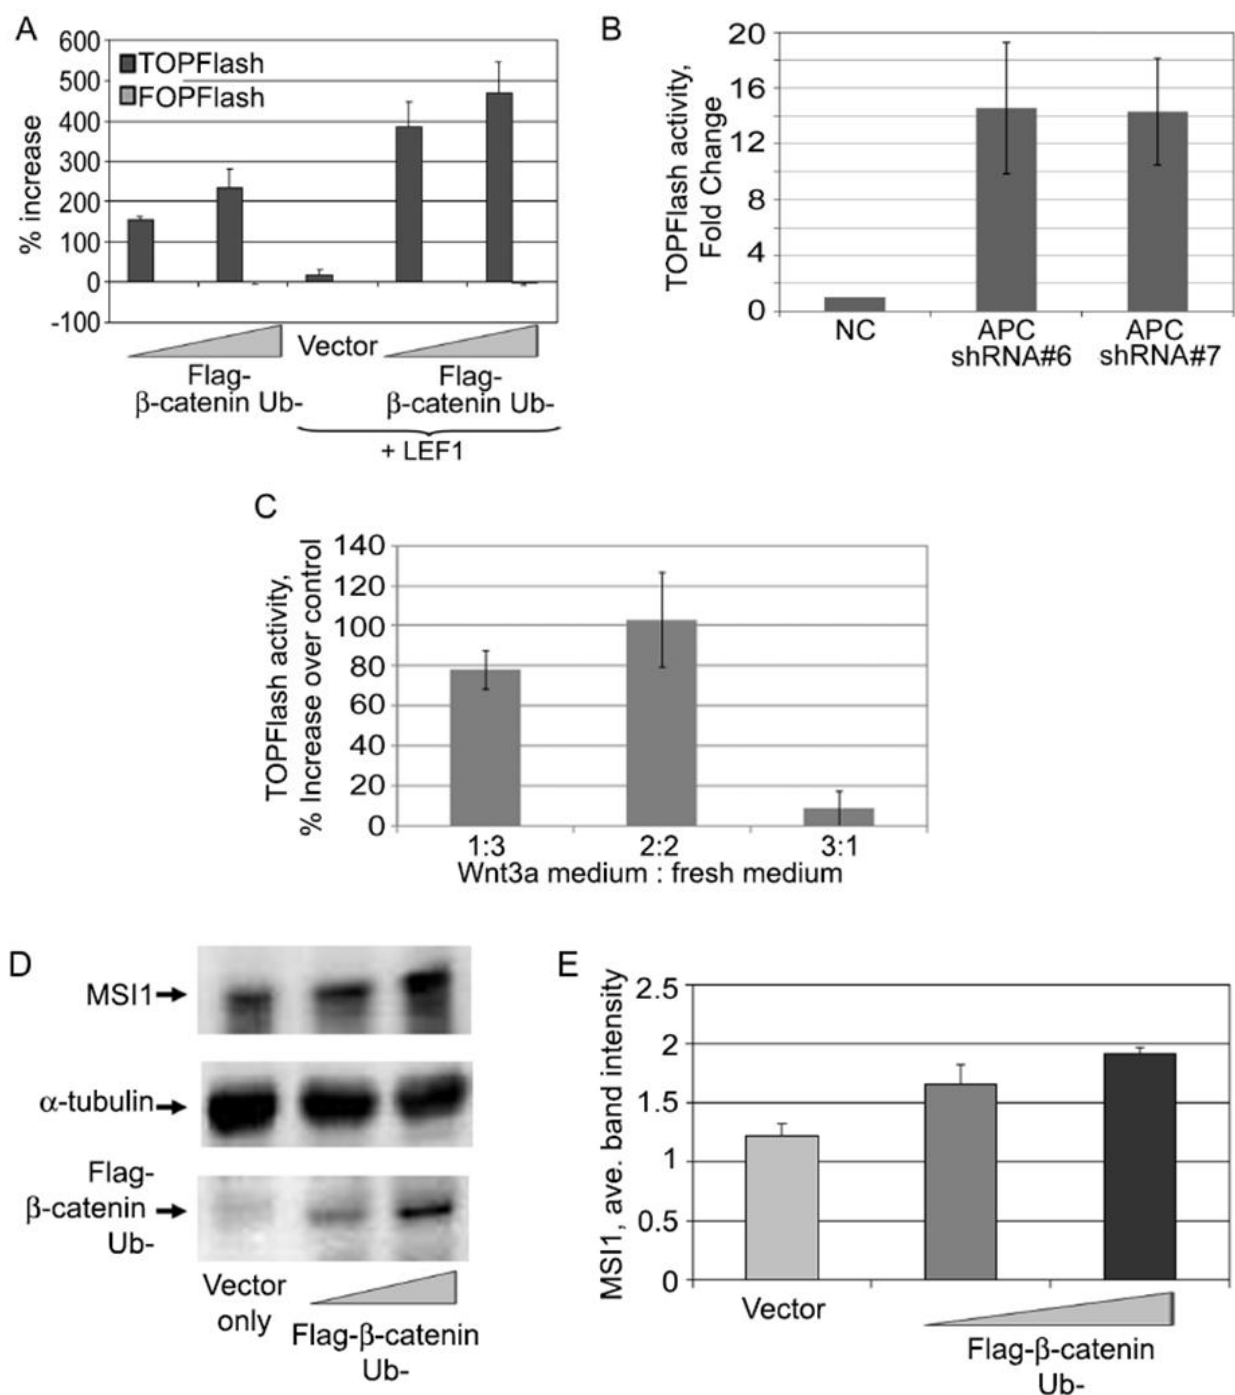 A
% increase
600
500
400
300
200
100
0
-100
TOPFlash
FOPFlash
Vector
Flag-
β-catenin Ub-
Flag-
β-catenin Ub-
+ LEF1
B
TOPFlash activity,
Fold Change
20
16
12
8
4
0
NC
APC
shRNA#6
APC
shRNA#7
C
TOPFlash activity,
% Increase over control
140
120
100
80
60
40
20
0
1:3
2:2
3:1
Wnt3a medium : fresh medium
D
MSI1
α-tubulin
Flag-
β-catenin
Ub-
Vector
only
Flag-β-catenin
Ub-
E
MSI1, ave. band intensity
2.5
2
1.5
1
0.5
0
Vector
Flag-β-catenin
Ub-